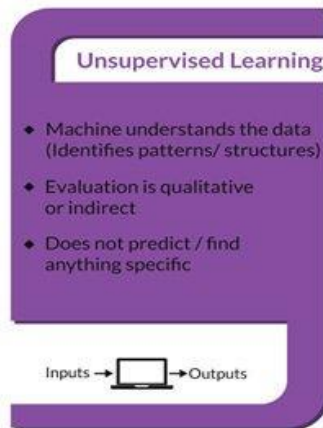 Unsupervised Learning
◆ Machine understands the data
(Identifies patterns/ structures)
◆ Evaluation is qualitative
or indirect
◆ Does not predict / find
anything specific
Inputs → → Outputs